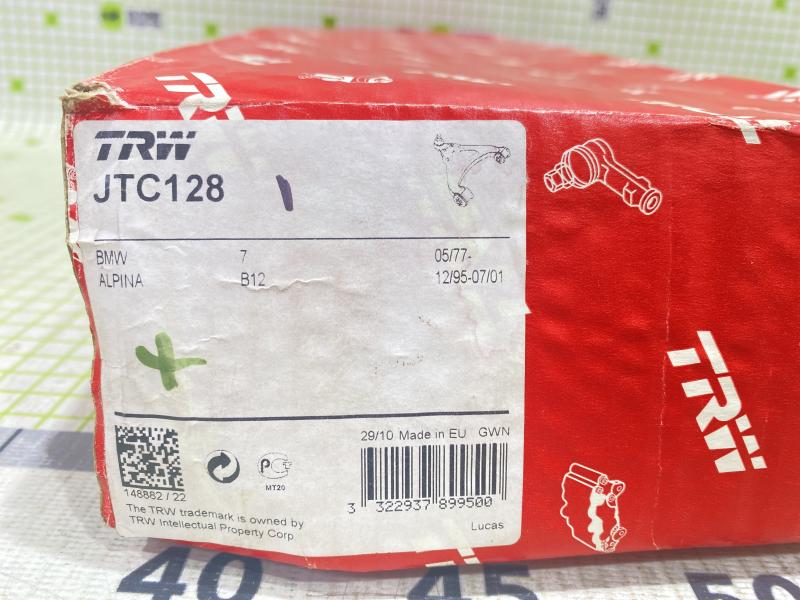 TRW
JTC128
BMW 7 05/77-
ALPINA B12 12/95-07/01
29/10 Made in EU GWN
148882 / 22
MT20
3 322937 899500
The TRW trademark is owned by
TRW Intellectual Property Corp
Lucas
TRW
40 45 50